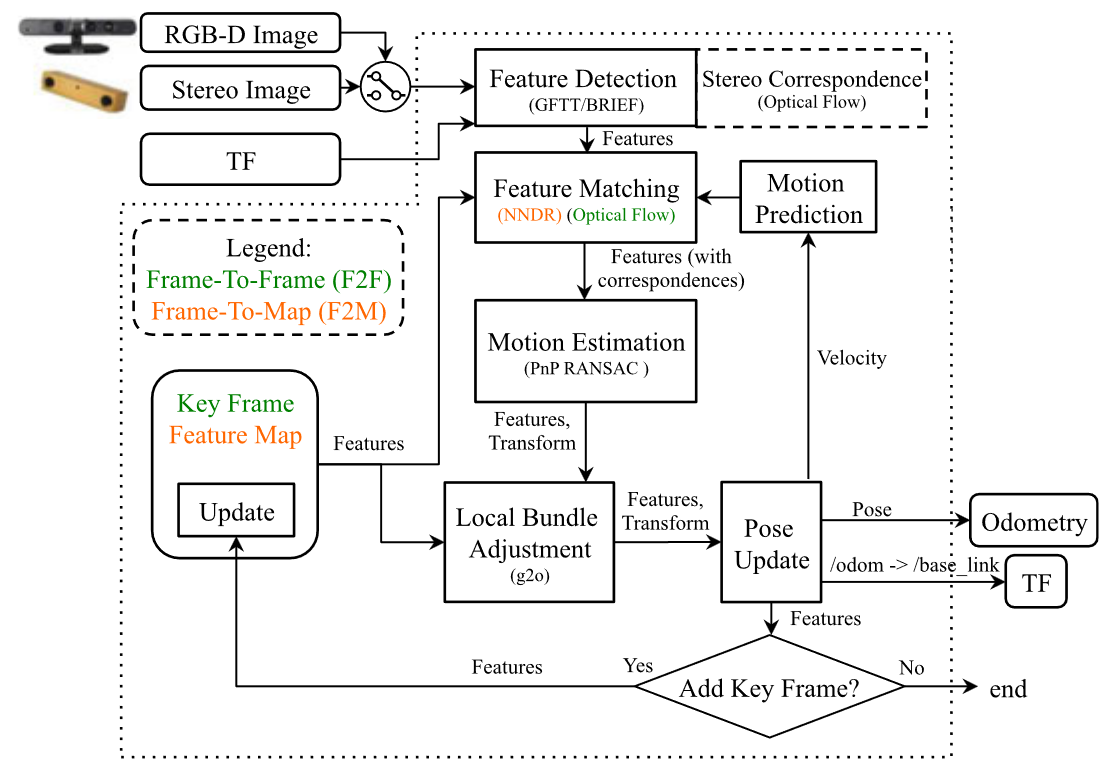 RGB-D Image
Stereo Image
TF
Feature Detection
(GFTT/BRIEF)
Stereo Correspondence
(Optical Flow)
Features
Feature Matching
(NNDR) (Optical Flow)
Motion
Prediction
Legend:
Frame-To-Frame (F2F)
Frame-To-Map (F2M)
Features (with
correspondences)
Motion Estimation
(PnP RANSAC )
Velocity
Key Frame
Feature Map
Update
Features
Features,
Transform
Local Bundle
Adjustment
(g2o)
Features,
Transform
Pose
Update
Pose
Odometry
/odom -> /base_link
TF
Features
Add Key Frame?
Yes
Features
No
end